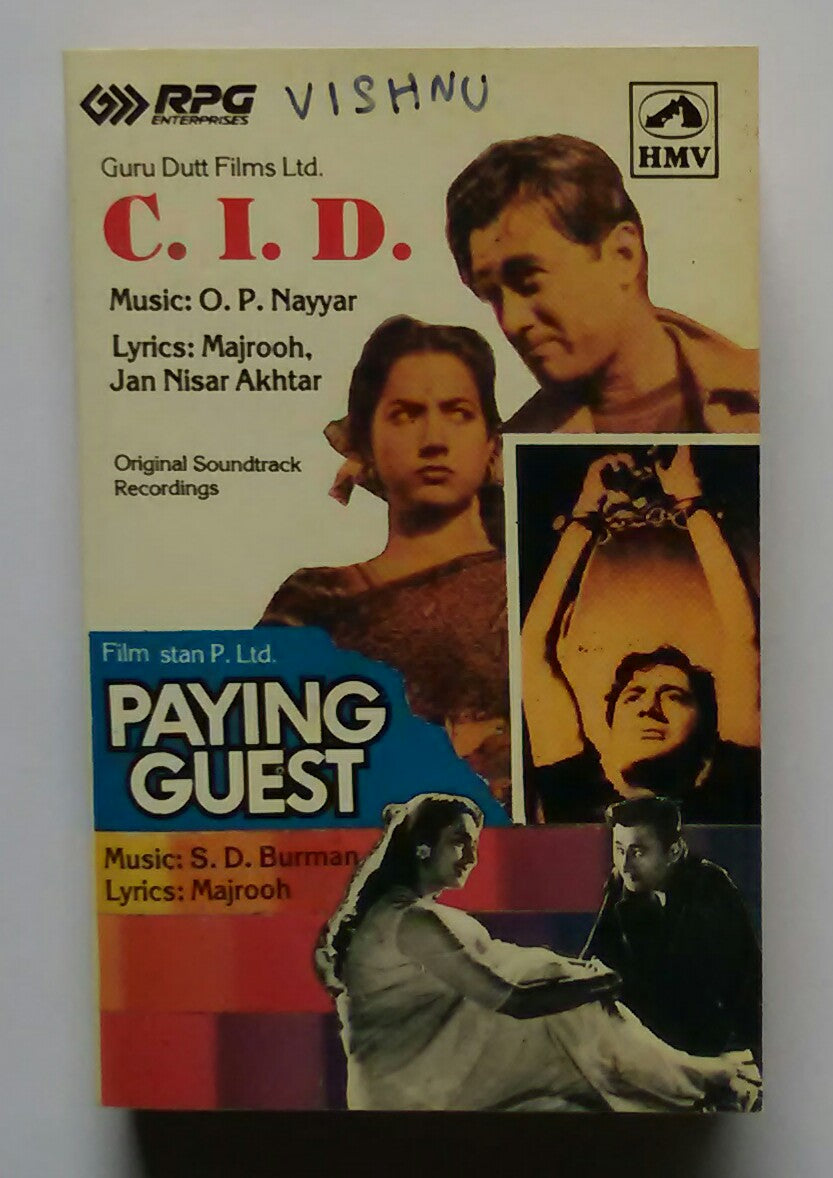 RPG
ENTERPRISES
VISHNU
HMV
Guru Dutt Films Ltd.
C. I. D.
Music: O. P. Nayyar
Lyrics: Majrooh,
Jan Nisar Akhtar
Original Soundtrack
Recordings
Film stan P. Ltd.
PAYING
GUEST
Music: S. D. Burman
Lyrics: Majrooh